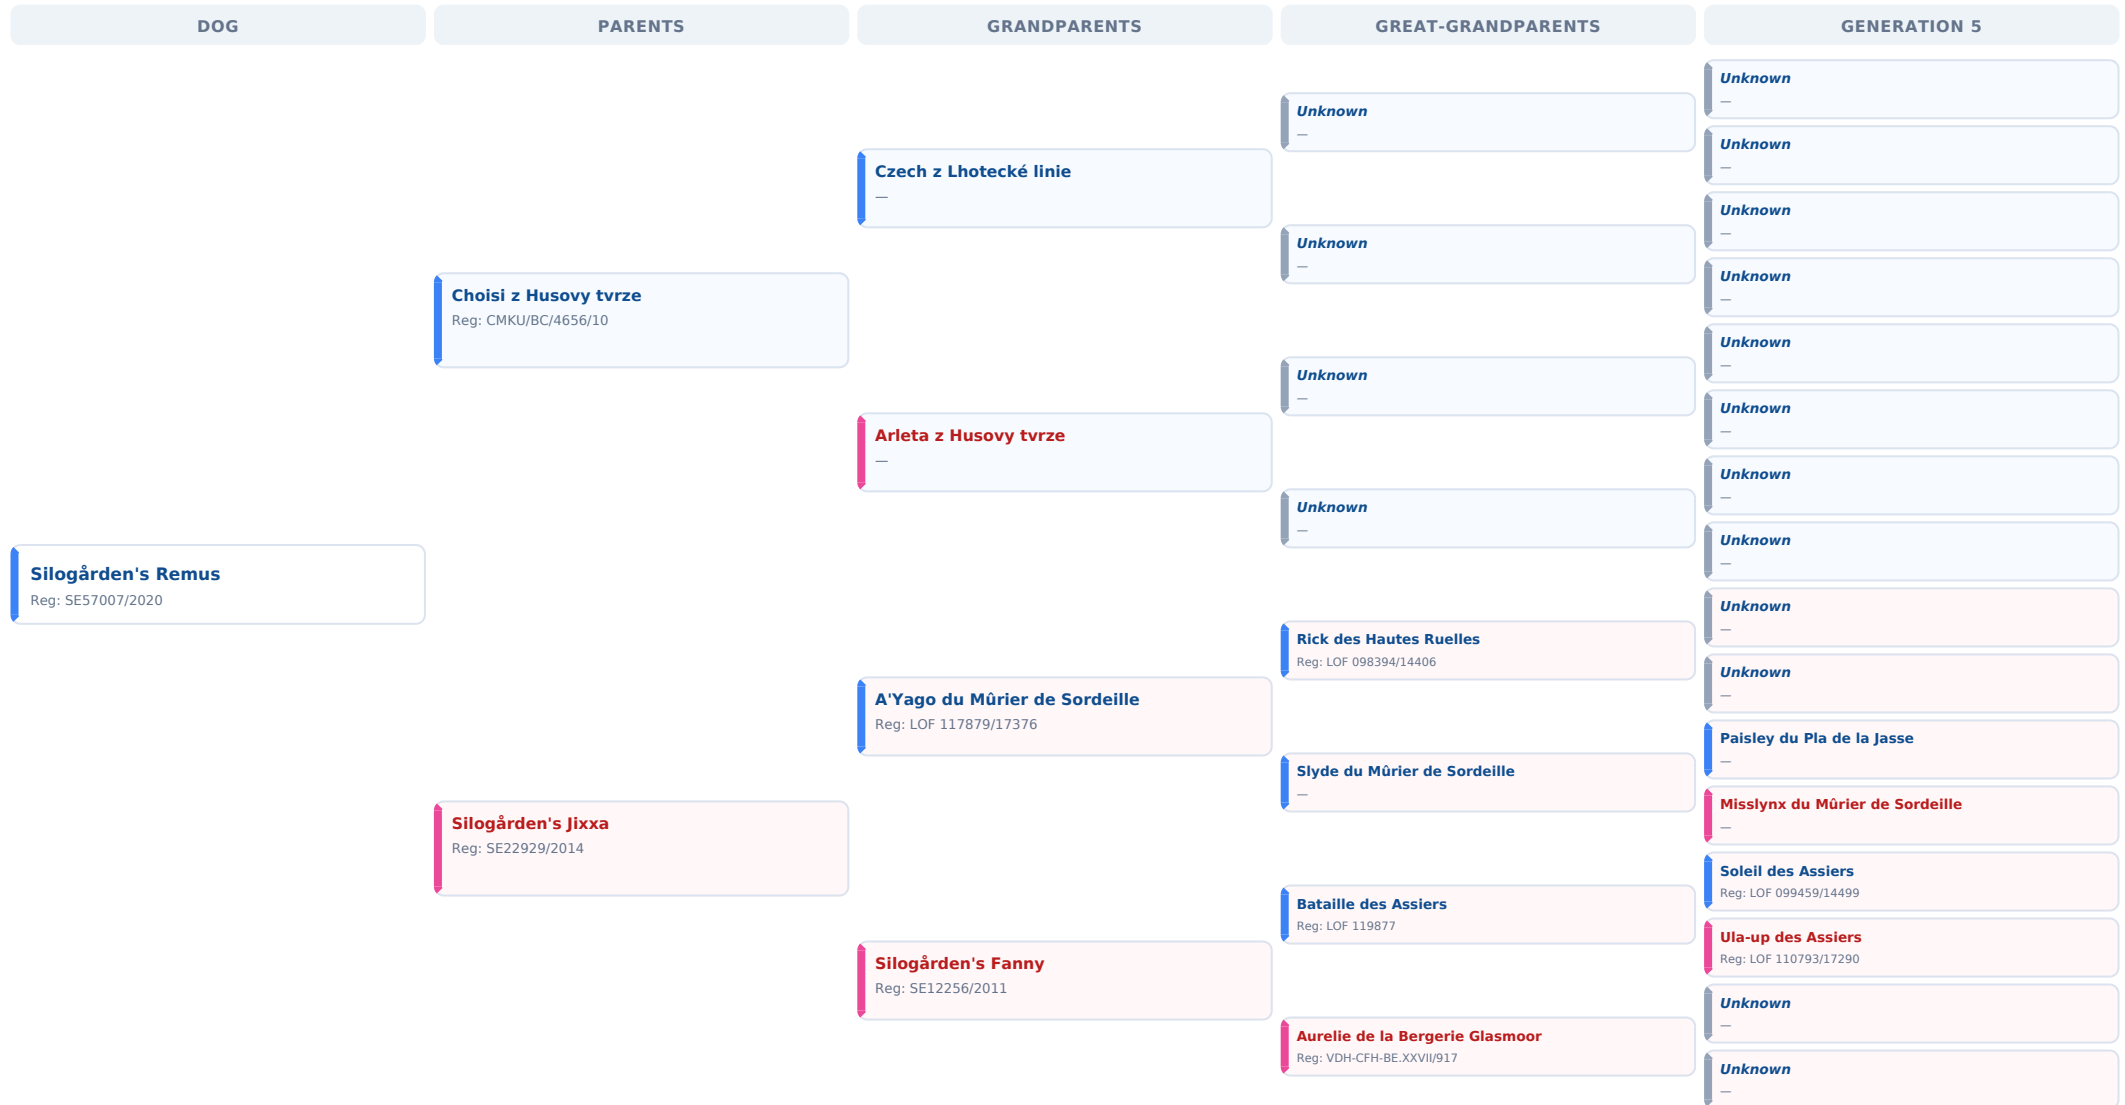 DOG
PARENTS
GRANDPARENTS
GREAT-GRANDPARENTS
GENERATION 5
Silogården's Remus
Reg: SE57007/2020
Choisi z Husovy tvrze
Reg: CMKU/BC/4656/10
Silogården's Jixxa
Reg: SE22929/2014
Czech z Lhotecké linie
—
Arleta z Husovy tvrze
—
A'Yago du Mûrier de Sordeille
Reg: LOF 117879/17376
Silogården's Fanny
Reg: SE12256/2011
Unknown
—
Unknown
—
Unknown
—
Unknown
—
Rick des Hautes Ruelles
Reg: LOF 098394/14406
Slyde du Mûrier de Sordeille
—
Bataille des Assiers
Reg: LOF 119877
Aurelie de la Bergerie Glasmoor
Reg: VDH-CFH-BE.XXVII/917
Unknown
—
Unknown
—
Unknown
—
Unknown
—
Unknown
—
Unknown
—
Unknown
—
Unknown
—
Unknown
—
Unknown
—
Paisley du Pla de la Jasse
—
Misslynx du Mûrier de Sordeille
—
Soleil des Assiers
Reg: LOF 099459/14499
Ula-up des Assiers
Reg: LOF 110793/17290
Unknown
—
Unknown
—